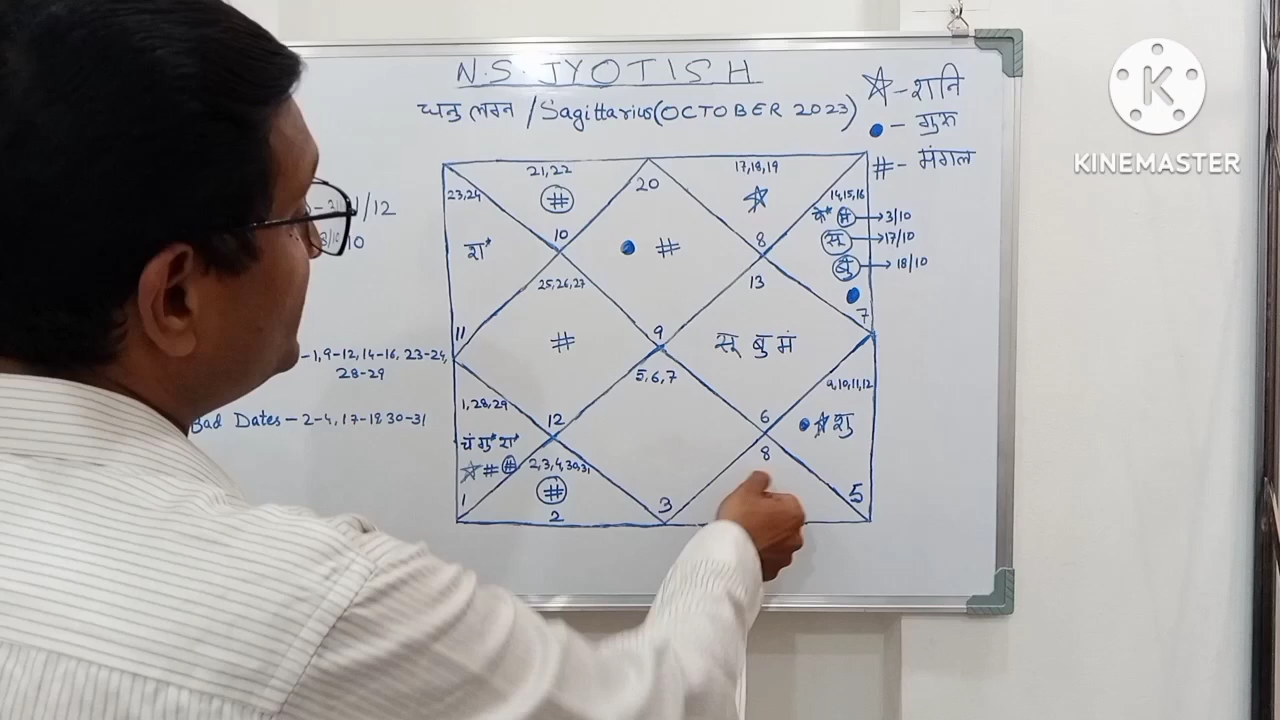 N.S. JYOTISH
धनु लग्न /Sagittarius(OCTOBER 2023)
☆ - शनि
● - गुरु
# - मंगल
KINEMASTER
/12
10
-1,9-12,14-16, 23-24,
28-29
Bad Dates - 2-4, 17-18 30-31
21,22
#
10
23,24
श*
11
20
● #
17,18,19
☆
8
14,15,16
के* मं → 3/10
सू → 17/10
बु → 18/10
●
7
25,26,27
#
9
13
सू बु मं
6
5,6,7
12
1,28,29
चं गु* रा*
☆ # #
1
2,3,4,30,31
#
2
3
8
9,10,11,12
● ☆ शु
5